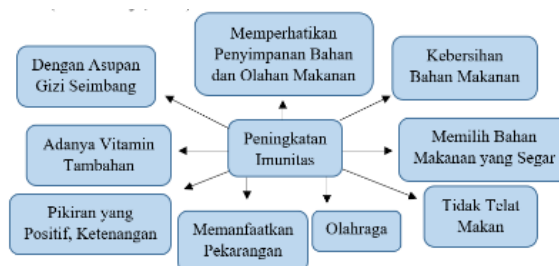 Memperhatikan
Penyimpanan Bahan
dan Olahan Makanan
Dengan Asupan
Gizi Seimbang
Kebersihan
Bahan Makanan
Adanya Vitamin
Tambahan
Peningkatan
Imunitas
Memilih Bahan
Makanan yang Segar
Pikiran yang
Positif, Ketenangan
Memanfaatkan
Pekarangan
Olahraga
Tidak Telat
Makan